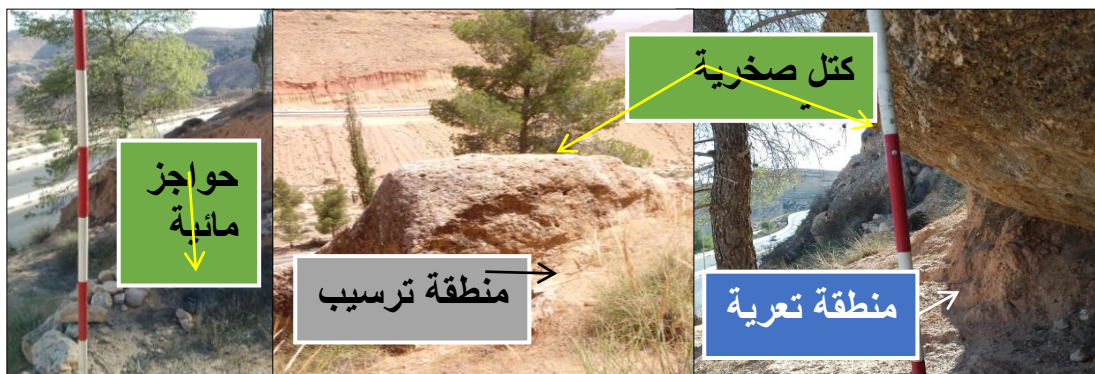 كتل صخرية
حواجز
مائية
منطقة ترسيب
منطقة تعرية